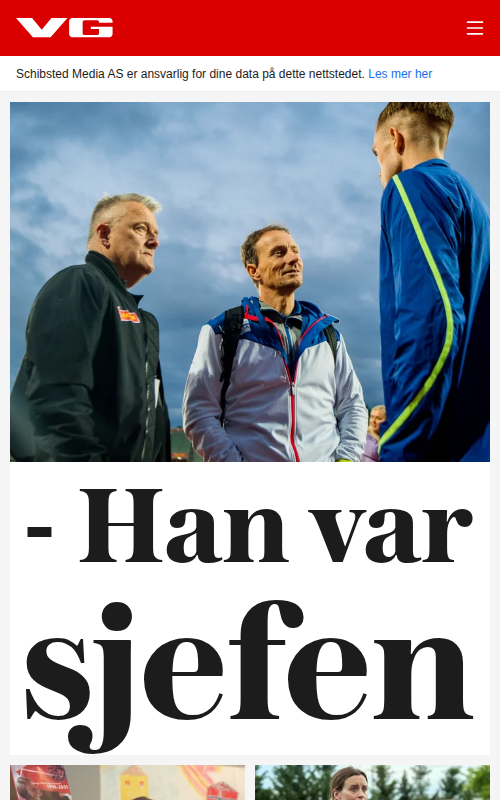 VG
Schibsted Media AS er ansvarlig for dine data på dette nettstedet. Les mer her
- Han var
sjefen